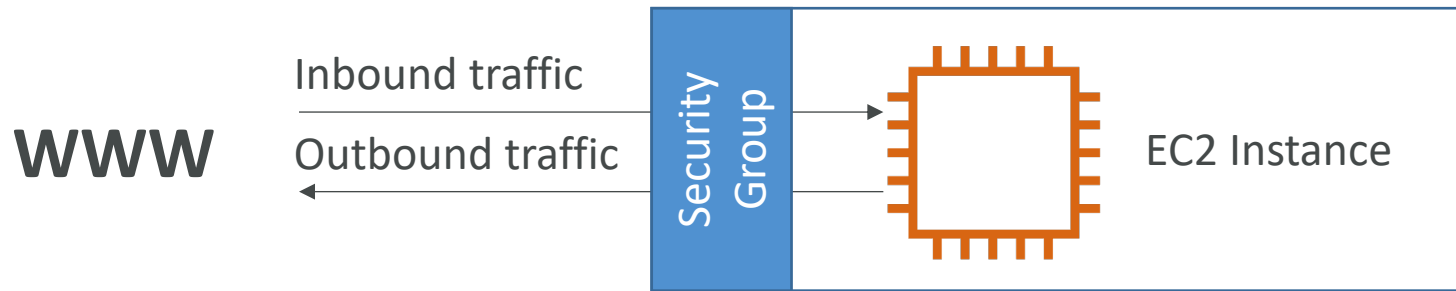 WWW
Inbound traffic
Outbound traffic
Security
Group
EC2 Instance